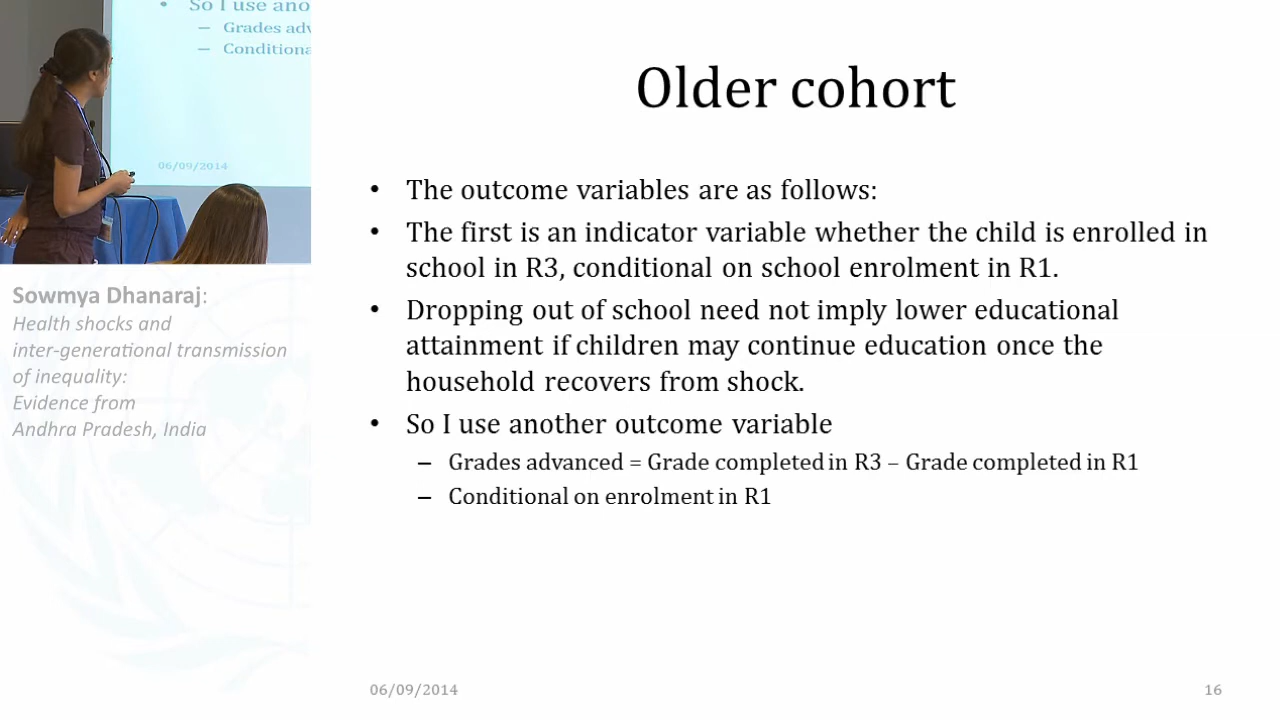 So I use ano
– Grades adv
– Conditiona
06/09/2014
Sowmya Dhanaraj:
Health shocks and
inter-generational transmission
of inequality:
Evidence from
Andhra Pradesh, India
Older cohort
• The outcome variables are as follows:
• The first is an indicator variable whether the child is enrolled in
school in R3, conditional on school enrolment in R1.
• Dropping out of school need not imply lower educational
attainment if children may continue education once the
household recovers from shock.
• So I use another outcome variable
– Grades advanced = Grade completed in R3 – Grade completed in R1
– Conditional on enrolment in R1
06/09/2014
16